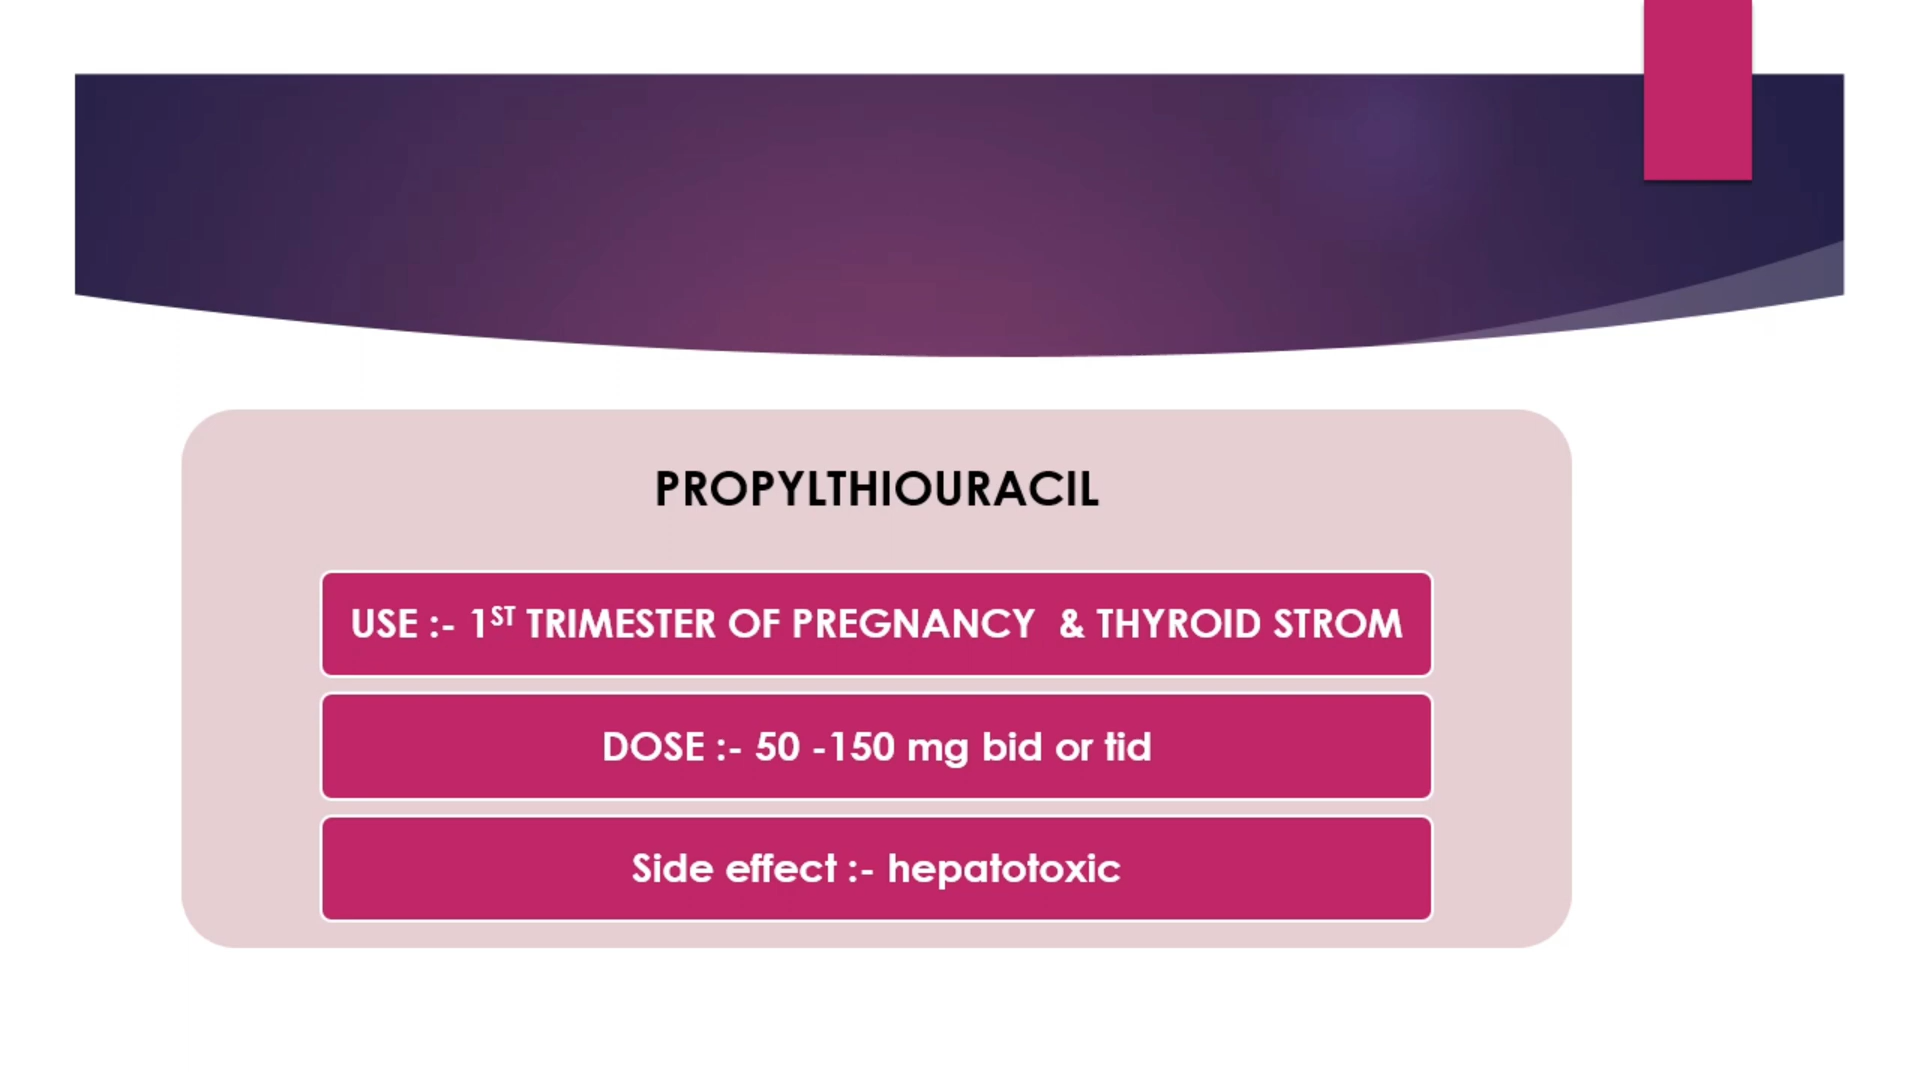 PROPYLTHIOURACIL
USE :- 1ST TRIMESTER OF PREGNANCY & THYROID STROM
DOSE :- 50 -150 mg bid or tid
Side effect :- hepatotoxic